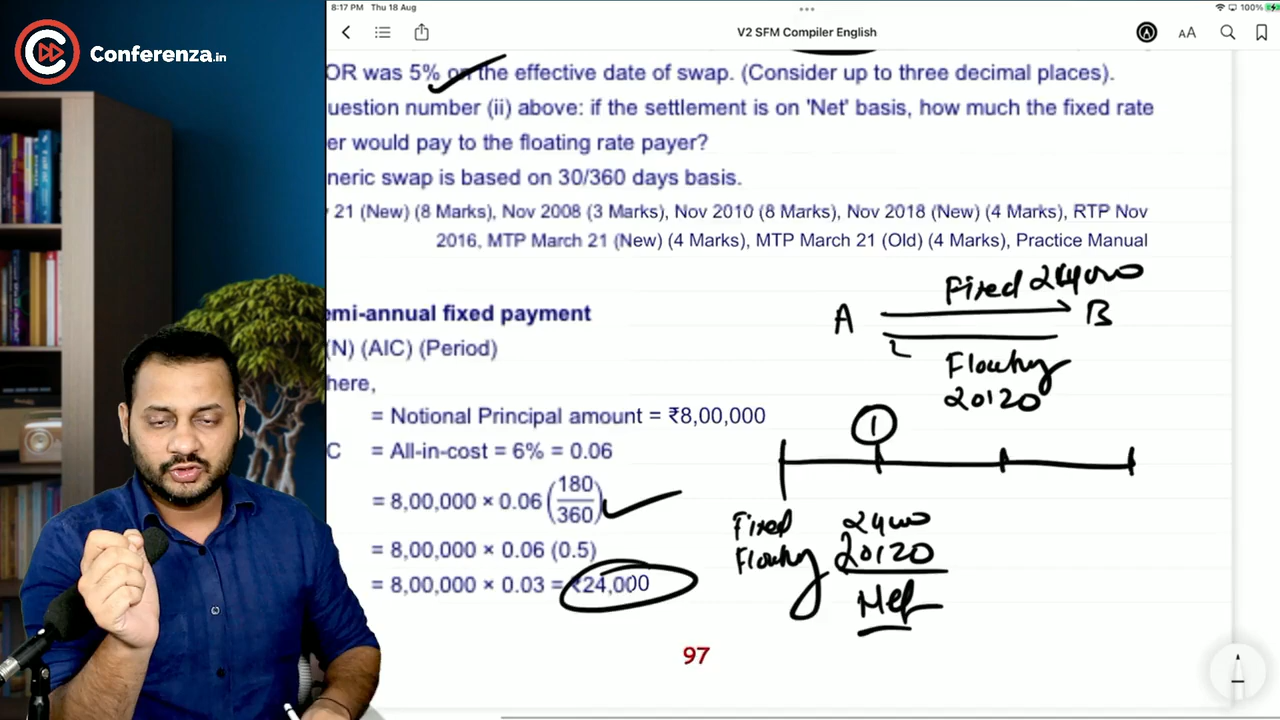 8:17 PM Thu 18 Aug
100%
Conferenza.in
V2 SFM Compiler English
AA
OR was 5% on the effective date of swap. (Consider up to three decimal places).
uestion number (ii) above: if the settlement is on 'Net' basis, how much the fixed rate
er would pay to the floating rate payer?
neric swap is based on 30/360 days basis.
21 (New) (8 Marks), Nov 2008 (3 Marks), Nov 2010 (8 Marks), Nov 2018 (New) (4 Marks), RTP Nov
2016, MTP March 21 (New) (4 Marks), MTP March 21 (Old) (4 Marks), Practice Manual
Fixed 24000
A B
Floating
20120
emi-annual fixed payment
(N) (AIC) (Period)
here,
= Notional Principal amount = ₹8,00,000
C = All-in-cost = 6% = 0.06
= 8,00,000 × 0.06 (180/360)
= 8,00,000 × 0.06 (0.5)
= 8,00,000 × 0.03 = ₹24,000
1
Fixed 24000
Floating 20120
Net
97